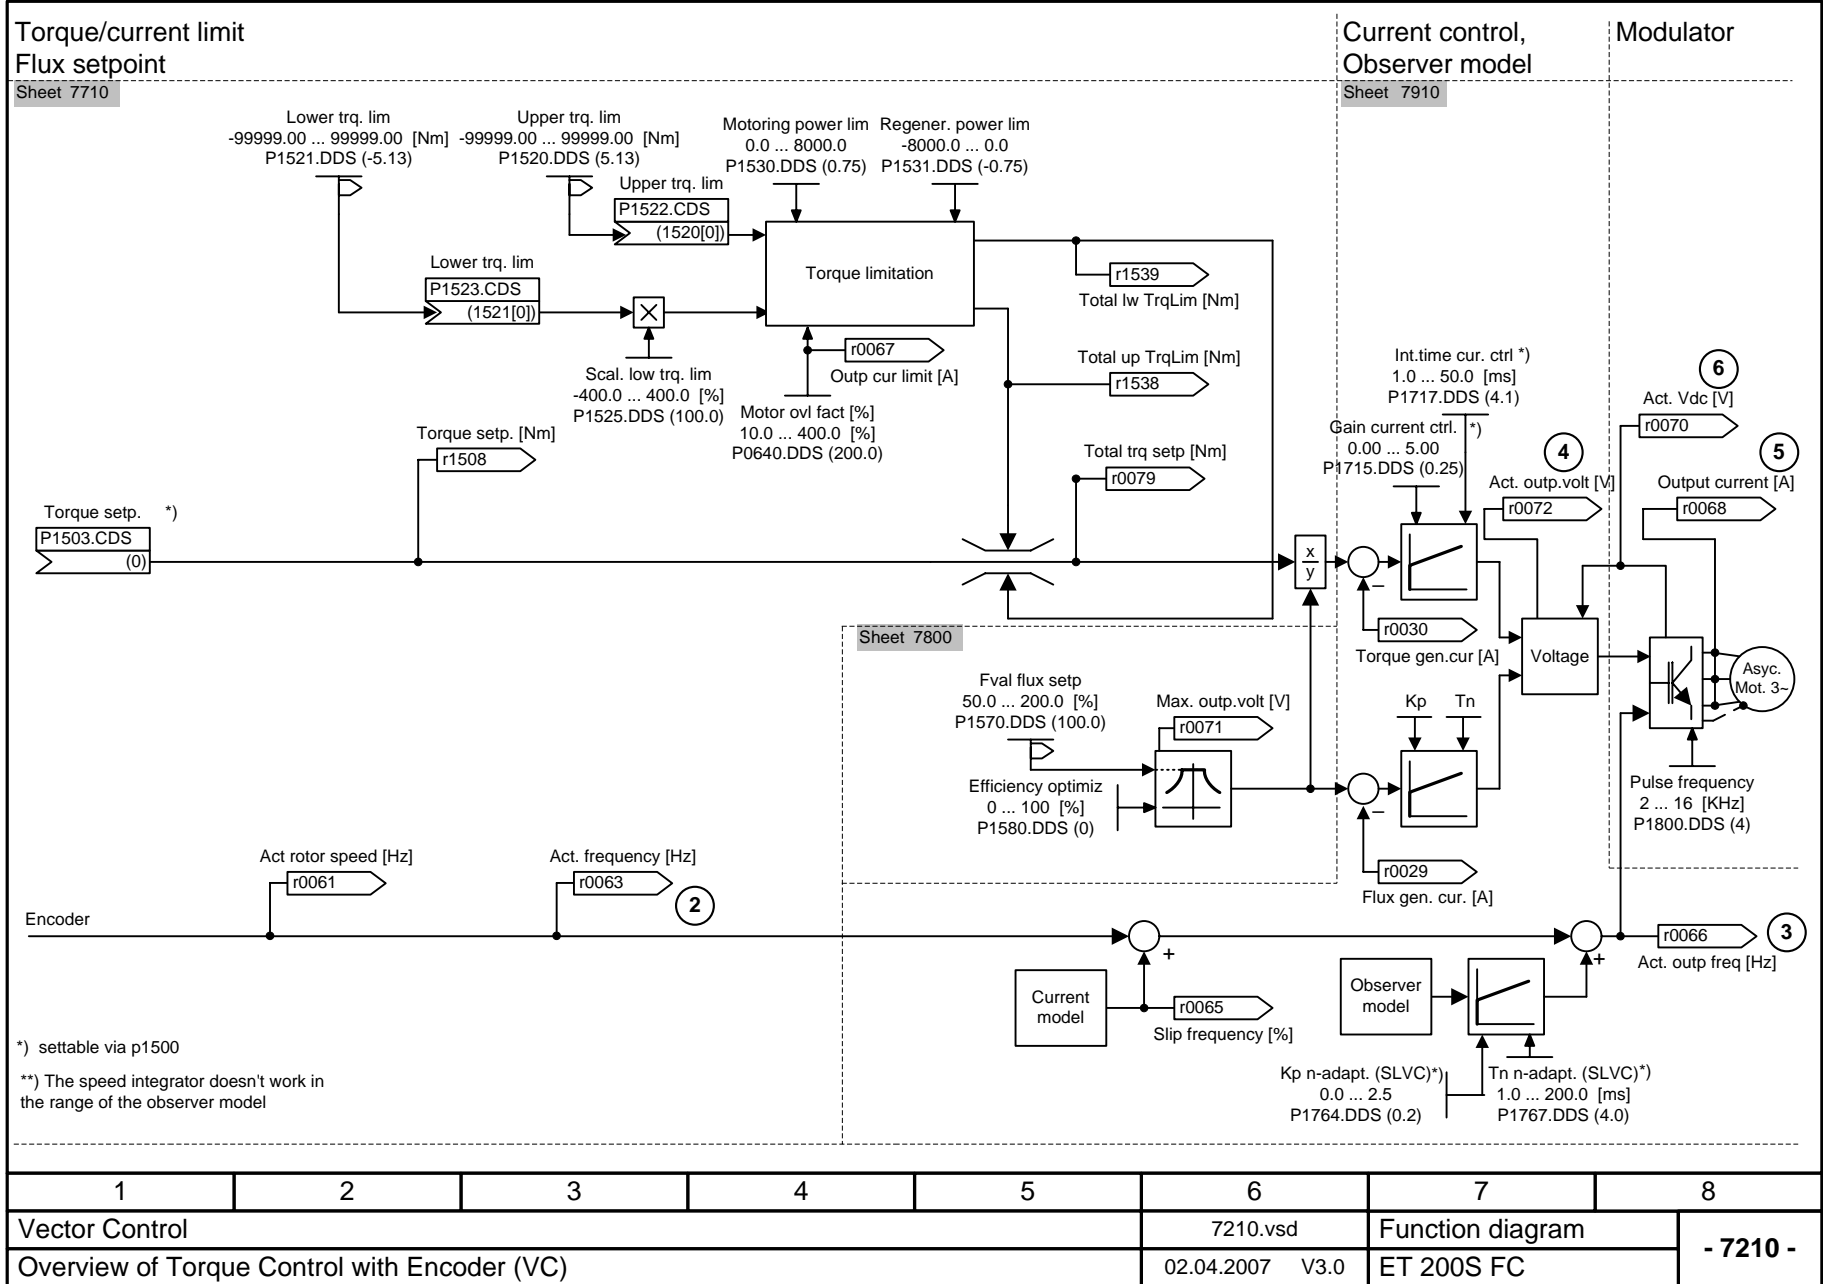 Torque/current limit
Flux setpoint
Sheet 7710
Current control,
Observer model
Sheet 7910
Modulator
Lower trq. lim
-99999.00 ... 99999.00 [Nm]
P1521.DDS (-5.13)
Upper trq. lim
-99999.00 ... 99999.00 [Nm]
P1520.DDS (5.13)
Motoring power lim
0.0 ... 8000.0
P1530.DDS (0.75)
Regener. power lim
-8000.0 ... 0.0
P1531.DDS (-0.75)
Upper trq. lim
P1522.CDS
(1520[0])
Lower trq. lim
P1523.CDS
(1521[0])
Torque limitation
r1539
Total lw TrqLim [Nm]
Scal. low trq. lim
-400.0 ... 400.0 [%]
P1525.DDS (100.0)
r0067
Outp cur limit [A]
Motor ovl fact [%]
10.0 ... 400.0 [%]
P0640.DDS (200.0)
Total up TrqLim [Nm]
r1538
Int.time cur. ctrl *)
1.0 ... 50.0 [ms]
P1717.DDS (4.1)
Gain current ctrl. *)
0.00 ... 5.00
P1715.DDS (0.25)
6
Act. Vdc [V]
r0070
4
Act. outp.volt [V]
r0072
5
Output current [A]
r0068
Torque setp. [Nm]
r1508
Total trq setp [Nm]
r0079
Torque setp. *)
P1503.CDS
(0)
x
y
–
r0030
Torque gen.cur [A]
Voltage
Asyc.
Mot. 3~
Sheet 7800
Fval flux setp
50.0 ... 200.0 [%]
P1570.DDS (100.0)
Max. outp.volt [V]
r0071
Efficiency optimiz
0 ... 100 [%]
P1580.DDS (0)
Kp Tn
–
Pulse frequency
2 ... 16 [KHz]
P1800.DDS (4)
r0029
Flux gen. cur. [A]
Act rotor speed [Hz]
r0061
Act. frequency [Hz]
r0063
2
Encoder
+
+
r0066
3
Act. outp freq [Hz]
Current
model
r0065
Slip frequency [%]
Observer
model
Kp n-adapt. (SLVC)*)
0.0 ... 2.5
P1764.DDS (0.2)
Tn n-adapt. (SLVC)*)
1.0 ... 200.0 [ms]
P1767.DDS (4.0)
*) settable via p1500
**) The speed integrator doesn't work in
the range of the observer model
1 2 3 4 5 6 7 8
Vector Control
7210.vsd
Function diagram
- 7210 -
Overview of Torque Control with Encoder (VC)
02.04.2007 V3.0
ET 200S FC